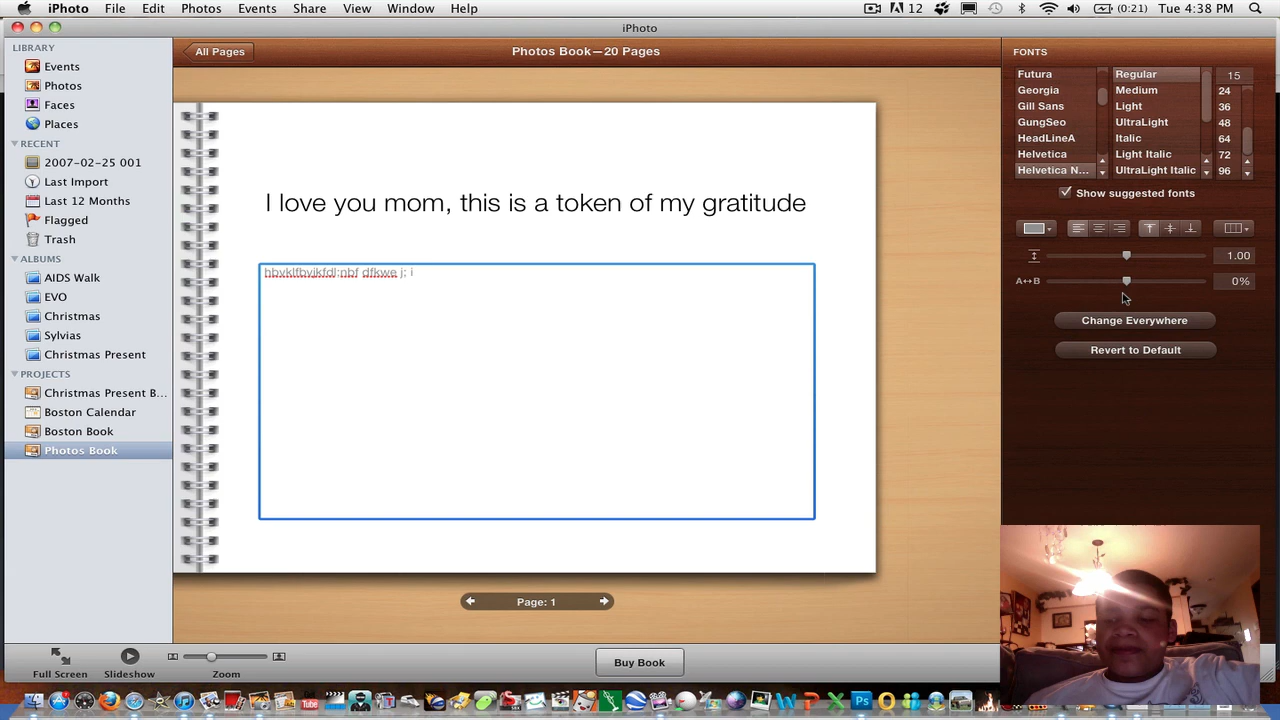 iPhoto File Edit Photos Events Share View Window Help 12 (0:21) Tue 4:38 PM
iPhoto
LIBRARY
Events
Photos
Faces
Places
RECENT
2007-02-25 001
Last Import
Last 12 Months
Flagged
Trash
ALBUMS
AIDS Walk
EVO
Christmas
Sylvias
Christmas Present
PROJECTS
Christmas Present B...
Boston Calendar
Boston Book
Photos Book
All Pages
Photos Book—20 Pages
I love you mom, this is a token of my gratitude
dfkwe j; i
Page: 1
FONTS
Futura Regular 15
Georgia Medium 24
Gill Sans Light 36
GungSeo UltraLight 48
HeadLineA Italic 64
Helvetica Light Italic 72
Helvetica N... UltraLight Italic 96
Show suggested fonts
1.00
A↔B 0%
Change Everywhere
Revert to Default
Full Screen Slideshow Zoom Buy Book